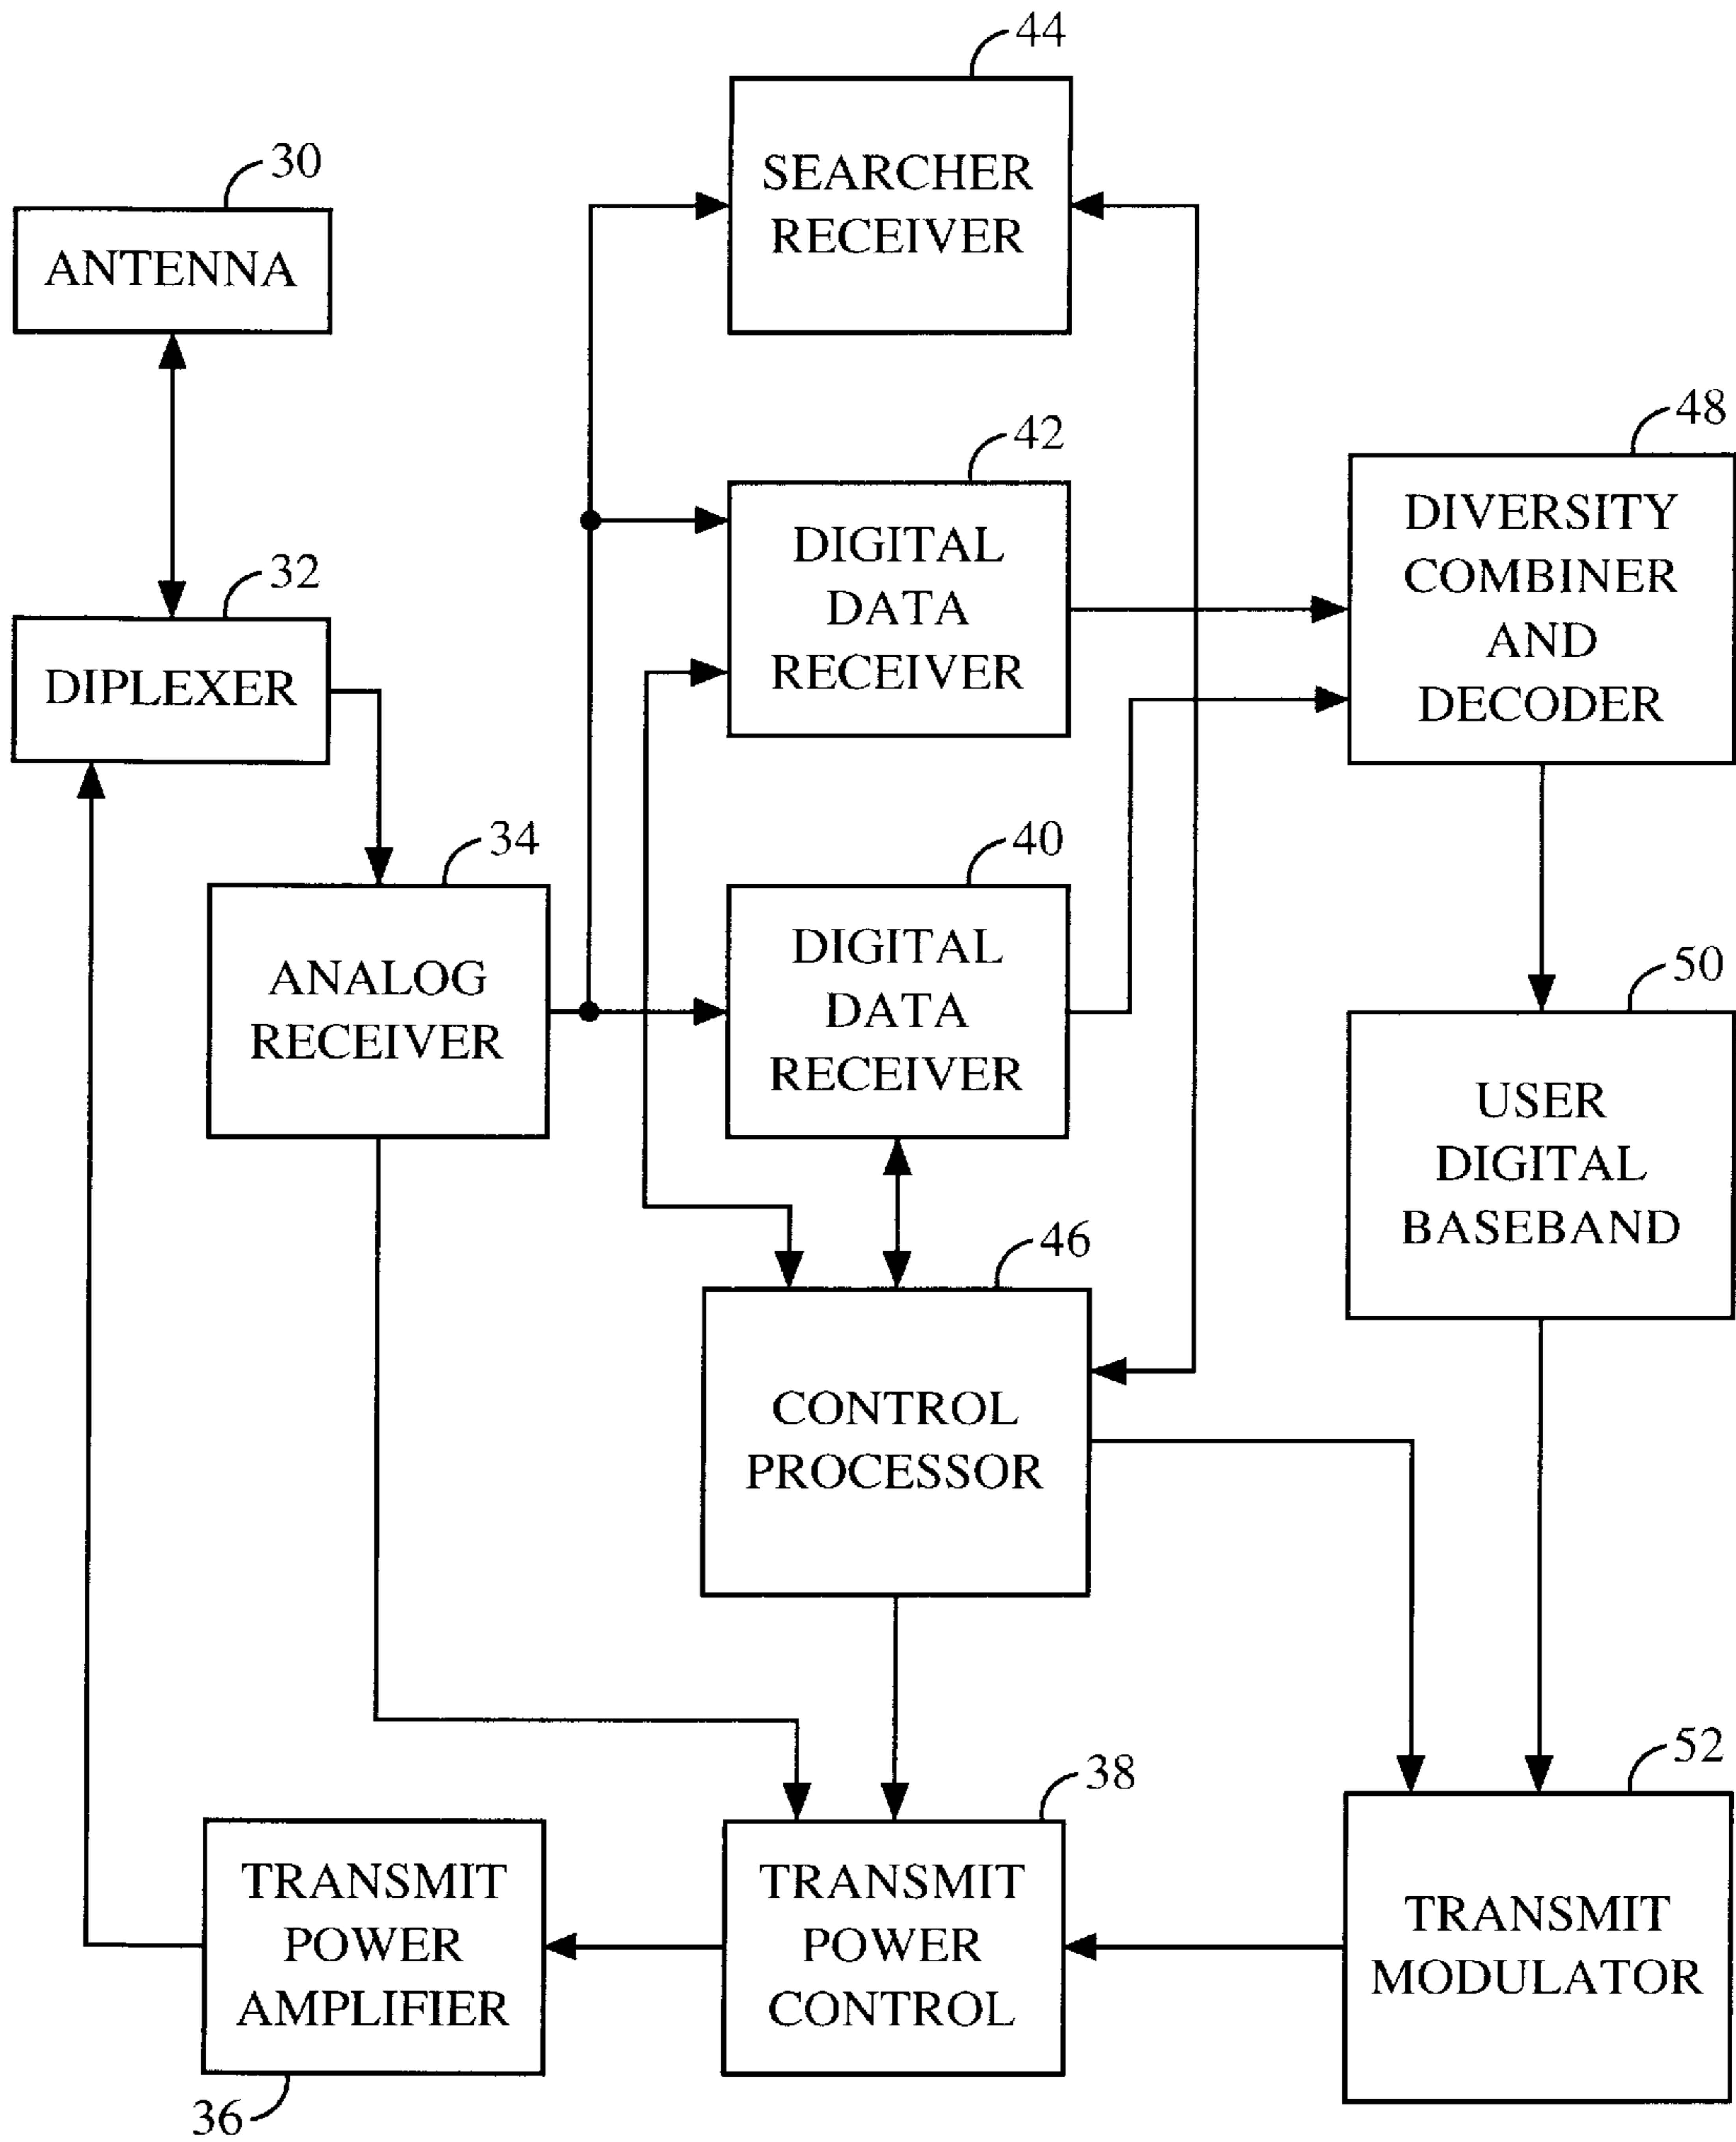 44
SEARCHER
RECEIVER
30
ANTENNA
42
DIGITAL
DATA
RECEIVER
48
DIVERSITY
COMBINER
AND
DECODER
32
DIPLEXER
34
ANALOG
RECEIVER
40
DIGITAL
DATA
RECEIVER
50
USER
DIGITAL
BASEBAND
46
CONTROL
PROCESSOR
36
TRANSMIT
POWER
AMPLIFIER
38
TRANSMIT
POWER
CONTROL
52
TRANSMIT
MODULATOR